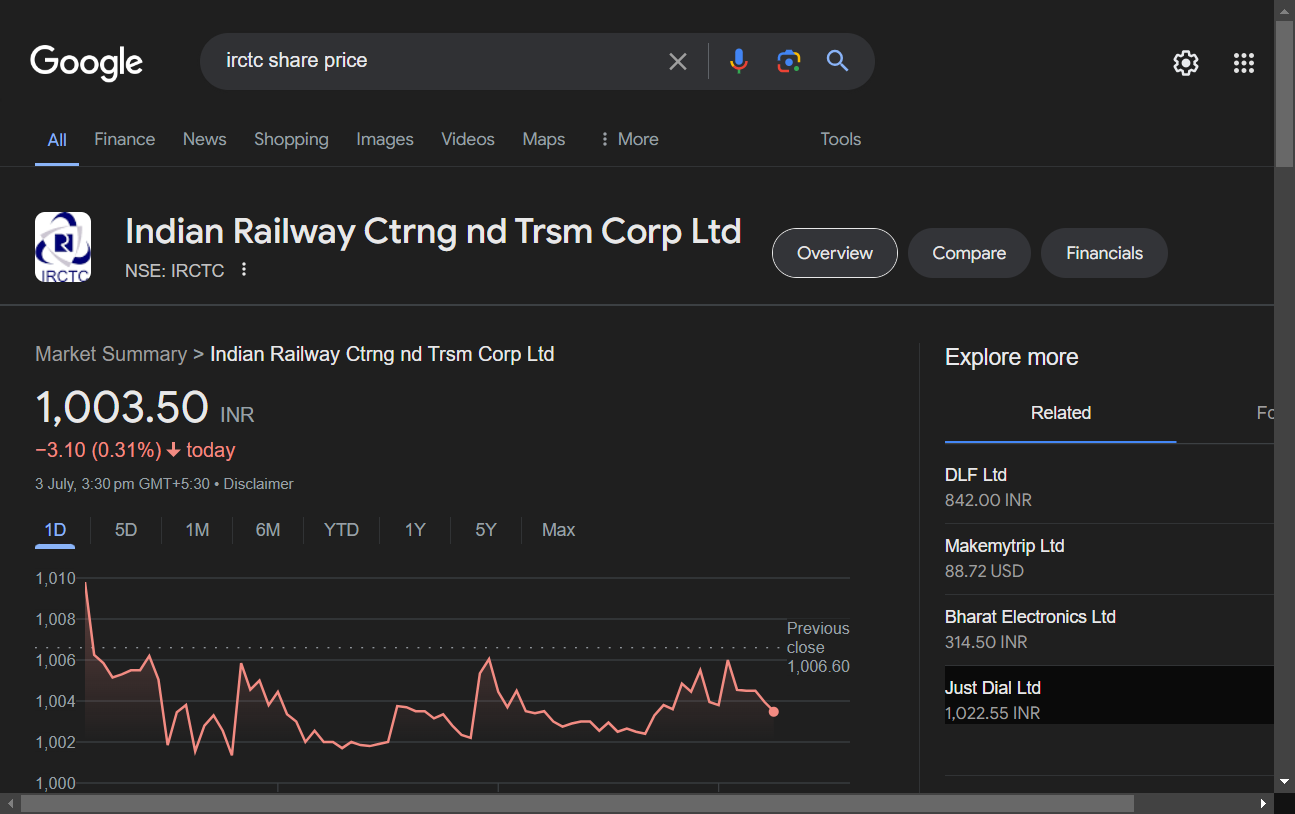 Google
irctc share price
All Finance News Shopping Images Videos Maps More Tools
IRCTC
Indian Railway Ctrng nd Trsm Corp Ltd
NSE: IRCTC
Overview Compare Financials
Market Summary > Indian Railway Ctrng nd Trsm Corp Ltd
1,003.50 INR
−3.10 (0.31%) today
3 July, 3:30 pm GMT+5:30 • Disclaimer
1D 5D 1M 6M YTD 1Y 5Y Max
1,010
1,008
1,006
1,004
1,002
1,000
Previous
close
1,006.60
Explore more
Related Fo
DLF Ltd
842.00 INR
Makemytrip Ltd
88.72 USD
Bharat Electronics Ltd
314.50 INR
Just Dial Ltd
1,022.55 INR